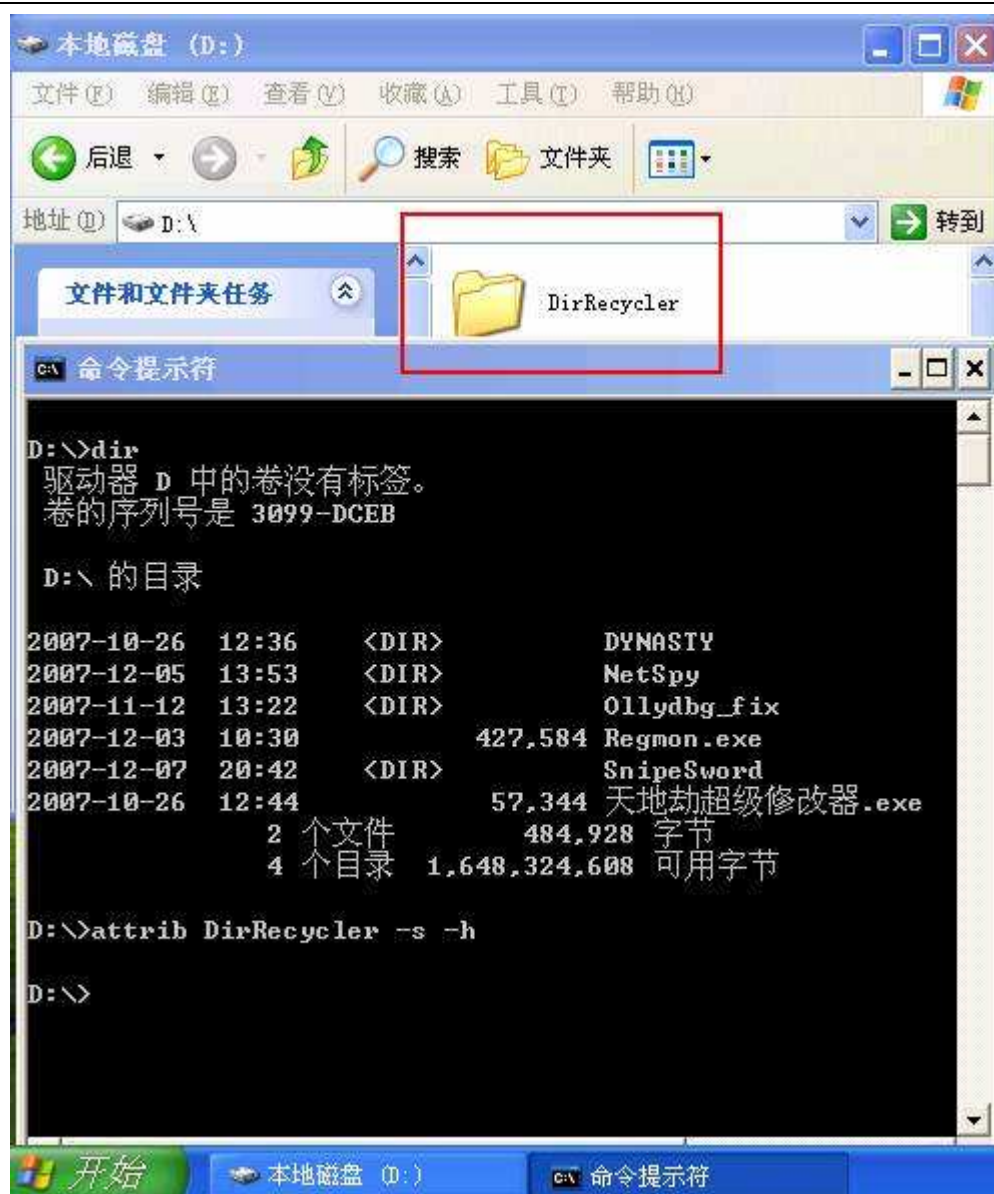 本地磁盘 (D:)
文件(F) 编辑(E) 查看(V) 收藏(A) 工具(T) 帮助(H)
后退 搜索 文件夹
地址(D) D:\ 转到
文件和文件夹任务
DirRecycler
命令提示符
D:\>dir
驱动器 D 中的卷没有标签。
卷的序列号是 3099-DCEB
D:\ 的目录
2007-10-26 12:36 <DIR> DYNASTY
2007-12-05 13:53 <DIR> NetSpy
2007-11-12 13:22 <DIR> Ollydbg_fix
2007-12-03 10:30 427,584 Regmon.exe
2007-12-07 20:42 <DIR> SnipeSword
2007-10-26 12:44 57,344 天地劫超级修改器.exe
2 个文件 484,928 字节
4 个目录 1,648,324,608 可用字节
D:\>attrib DirRecycler -s -h
D:\>
开始 本地磁盘 (D:) 命令提示符